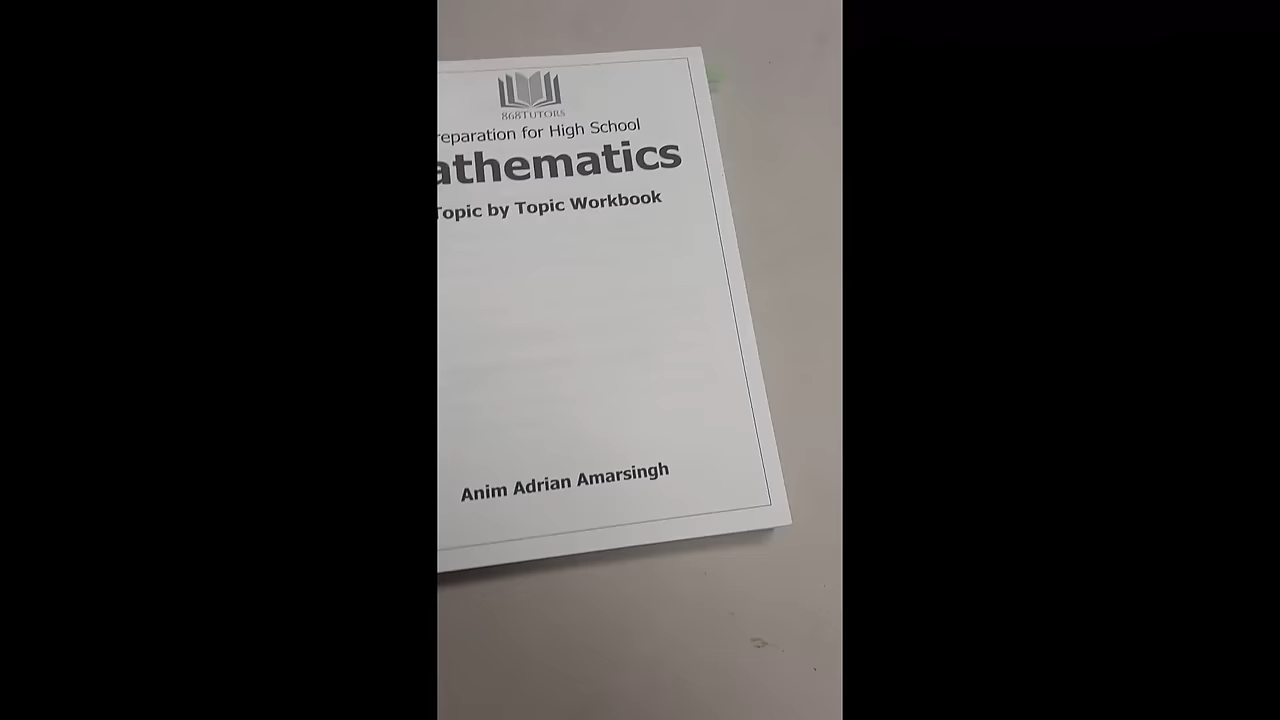 868TUTORS
reparation for High School
athematics
Topic by Topic Workbook
Anim Adrian Amarsingh